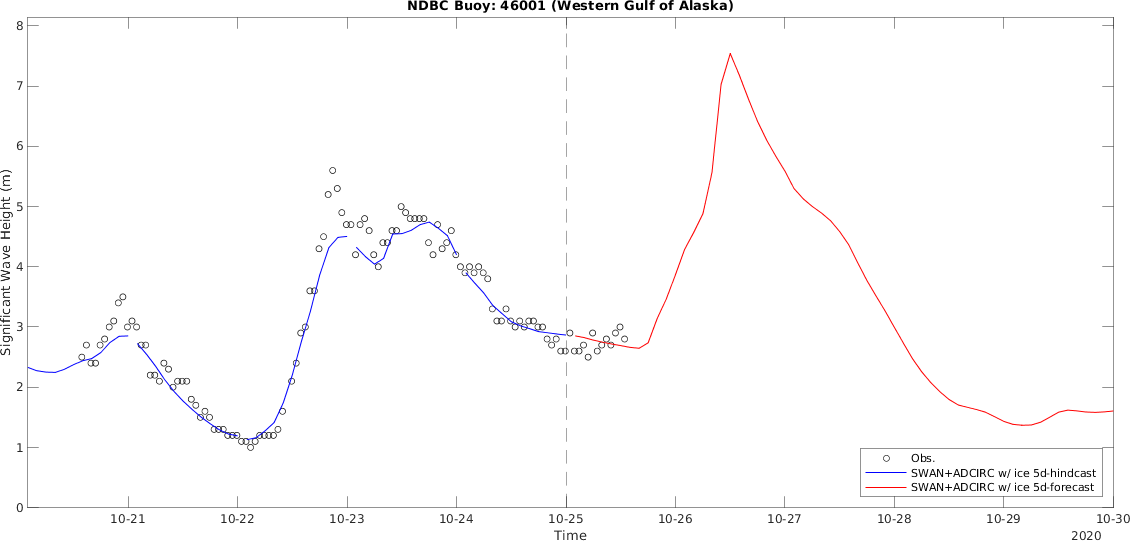 NDBC Buoy: 46001 (Western Gulf of Alaska)
Significant Wave Height (m)
8
7
6
5
4
3
2
1
0
Obs.
SWAN+ADCIRC w/ ice 5d-hindcast
SWAN+ADCIRC w/ ice 5d-forecast
10-21 10-22 10-23 10-24 10-25 10-26 10-27 10-28 10-29 10-30
Time
2020